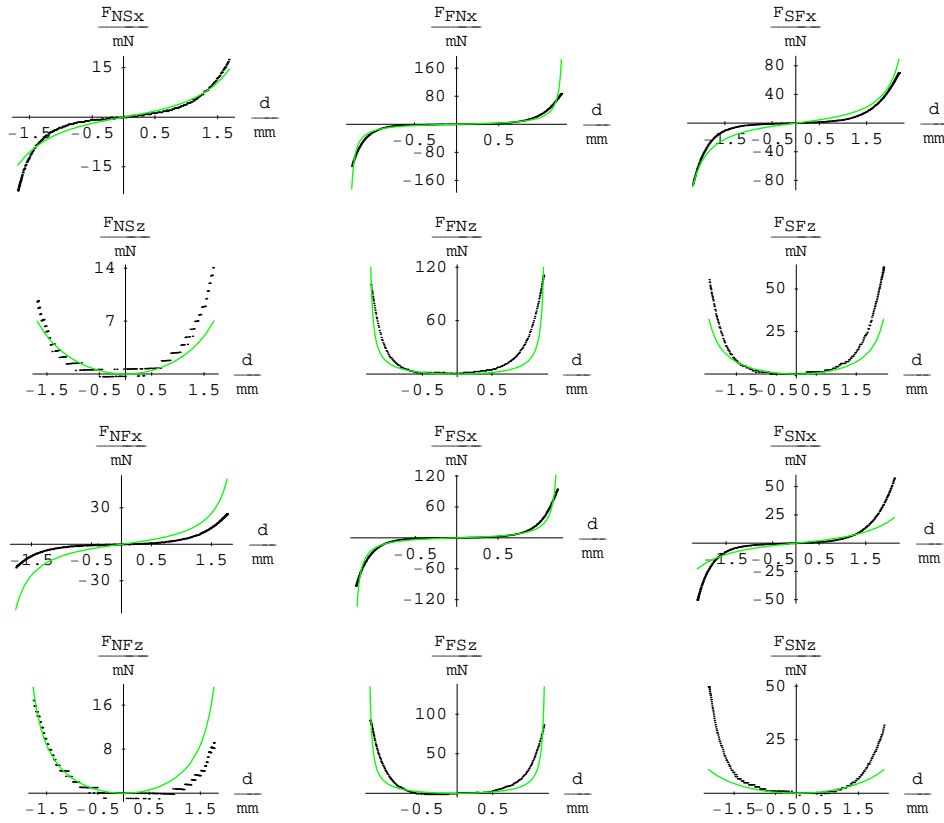 F_NSx F_FNx F_SFx
mN mN mN
15 160 80
80 40
d d d
-1.5 -0.5 0.5 1.5 mm -0.5 0.5 mm -1.5 0.5 1.5 mm
-15 -80 -40
-160 -80
F_NSz F_FNz F_SFz
mN mN mN
14 120 50
7 60 25
d d d
-1.5 -0.5 0.5 1.5 mm -0.5 0.5 mm -1.5 -0.5 0.5 1.5 mm
F_NFx F_FSx F_SNx
mN mN mN
30 120 50
60 25
d d d
-1.5 -0.5 0.5 1.5 mm -0.5 0.5 mm -1.5 -0.5 0.5 1.5 mm
-30 -60 -25
-120 -50
F_NFz F_FSz F_SNz
mN mN mN
16 100 50
8 50 25
d d d
-1.5 -0.5 0.5 1.5 mm -0.5 0.5 mm -1.5 -0.5 0.5 1.5 mm